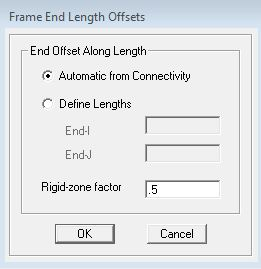 Frame End Length Offsets
End Offset Along Length
Automatic from Connectivity
Define Lengths
End-I
End-J
Rigid-zone factor .5
OK Cancel